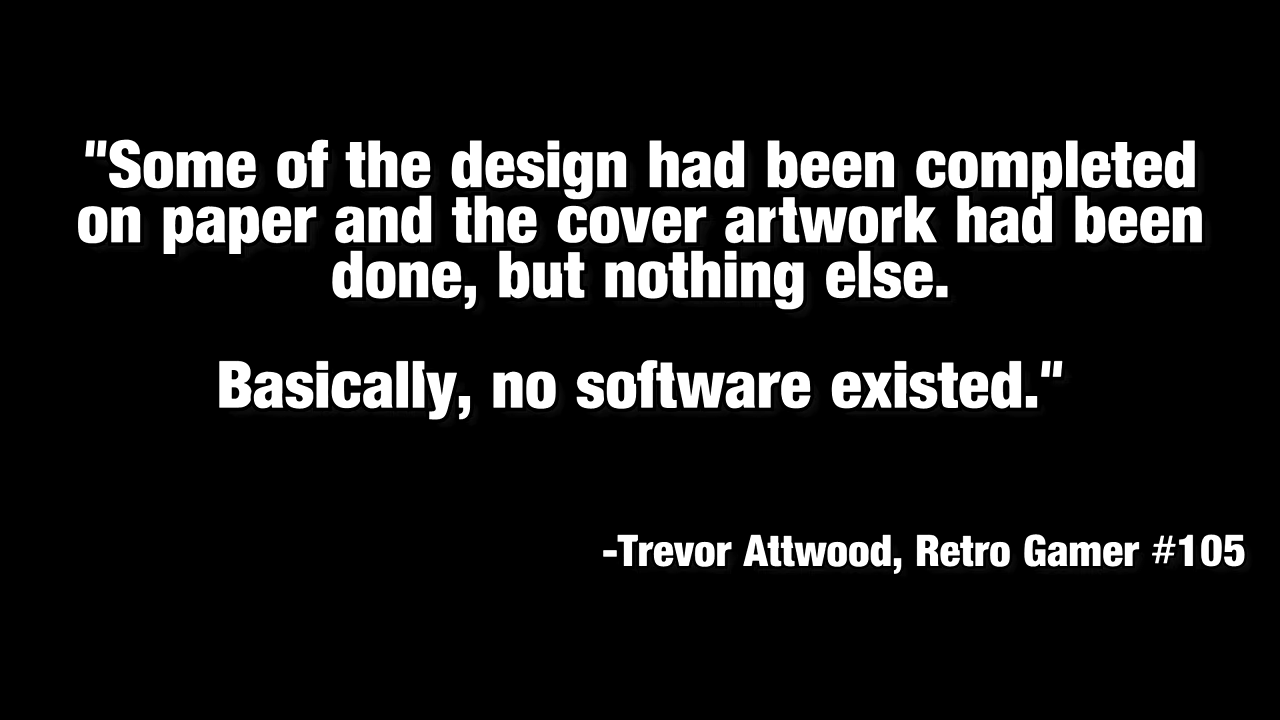 "Some of the design had been completed
on paper and the cover artwork had been
done, but nothing else.
Basically, no software existed."
-Trevor Attwood, Retro Gamer #105